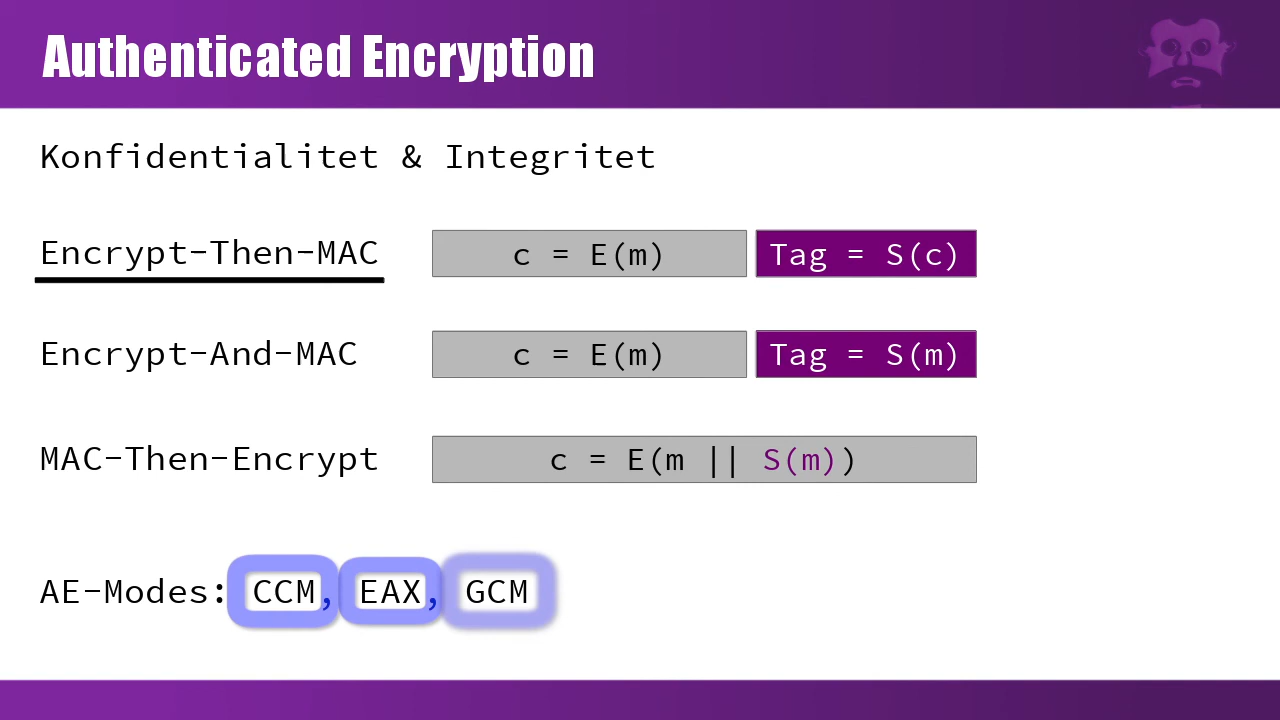 Authenticated Encryption
Konfidentialitet & Integritet
Encrypt-Then-MAC c = E(m) Tag = S(c)
Encrypt-And-MAC c = E(m) Tag = S(m)
MAC-Then-Encrypt c = E(m || S(m))
AE-Modes: CCM, EAX, GCM